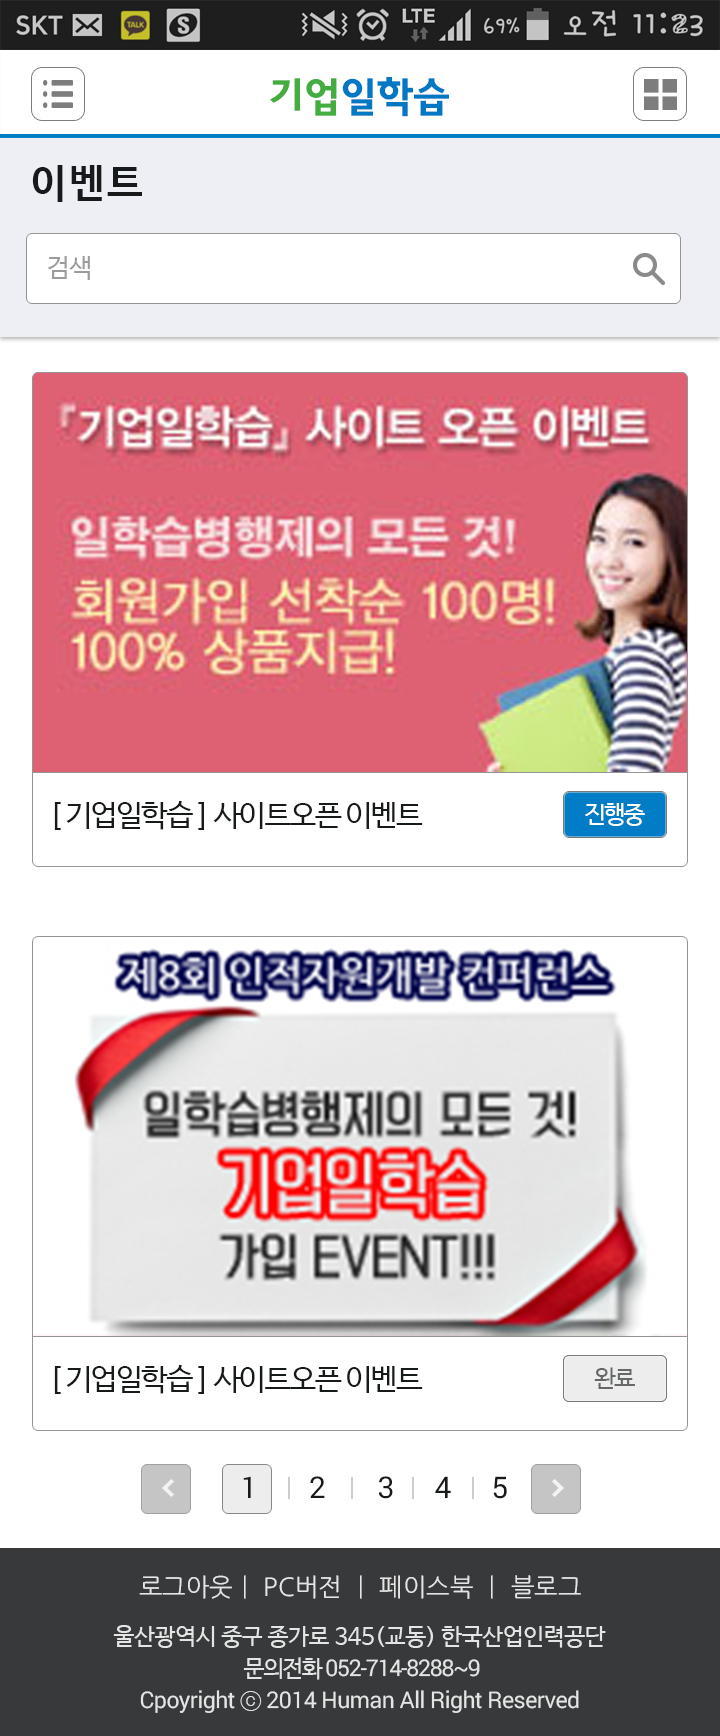 SKT TALK S LTE 69% 오전 11:23
기업일학습
이벤트
검색
『기업일학습』 사이트 오픈 이벤트
일학습병행제의 모든 것!
회원가입 선착순 100명!
100% 상품지급!
[ 기업일학습 ] 사이트오픈 이벤트 진행중
제8회 인적자원개발 컨퍼런스
일학습병행제의 모든 것!
기업일학습
가입 EVENT!!!
[ 기업일학습 ] 사이트오픈 이벤트 완료
< 1 | 2 | 3 | 4 | 5 >
로그아웃 | PC버전 | 페이스북 | 블로그
울산광역시 중구 종가로 345(교동) 한국산업인력공단
문의전화 052-714-8288~9
Cpoyright ⓒ 2014 Human All Right Reserved